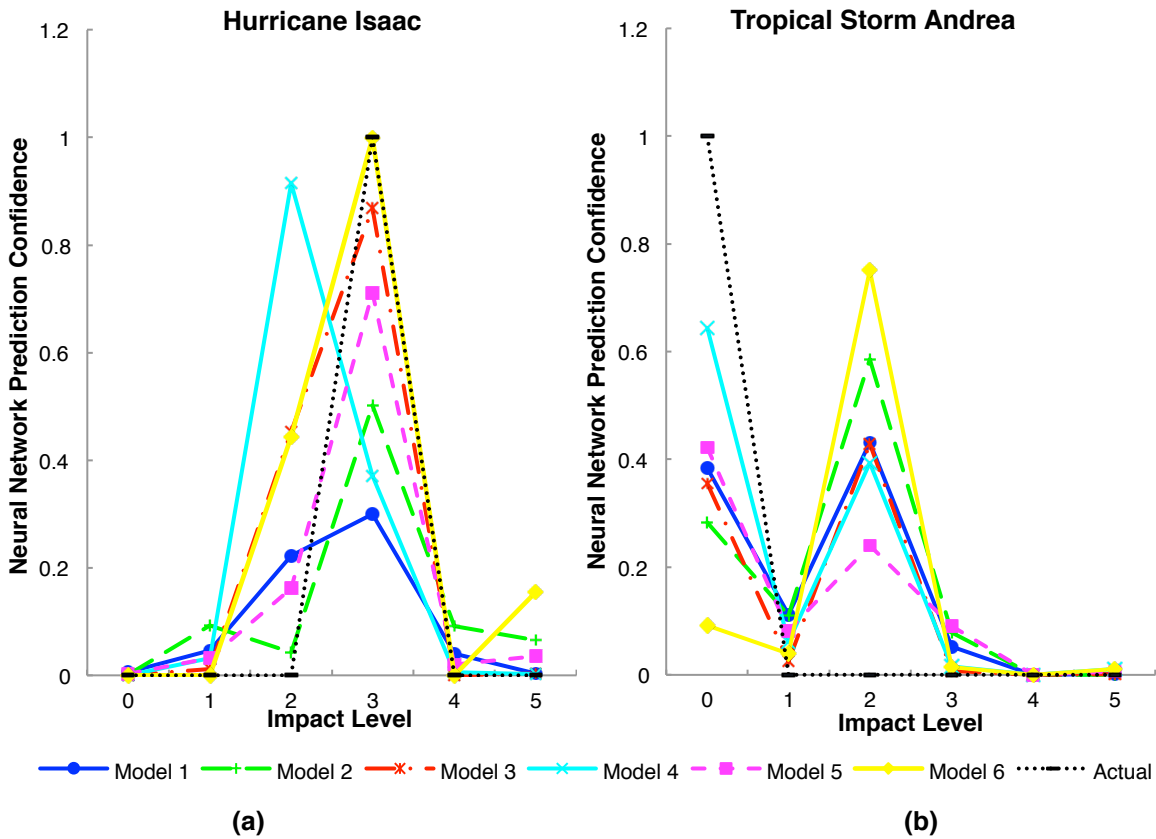 Hurricane Isaac
Neural Network Prediction Confidence
1.2
1
0.8
0.6
0.4
0.2
0
0 1 2 3 4 5
Impact Level
Tropical Storm Andrea
Neural Network Prediction Confidence
1.2
1
0.8
0.6
0.4
0.2
0
0 1 2 3 4 5
Impact Level
Model 1 Model 2 Model 3 Model 4 Model 5 Model 6 Actual
(a) (b)